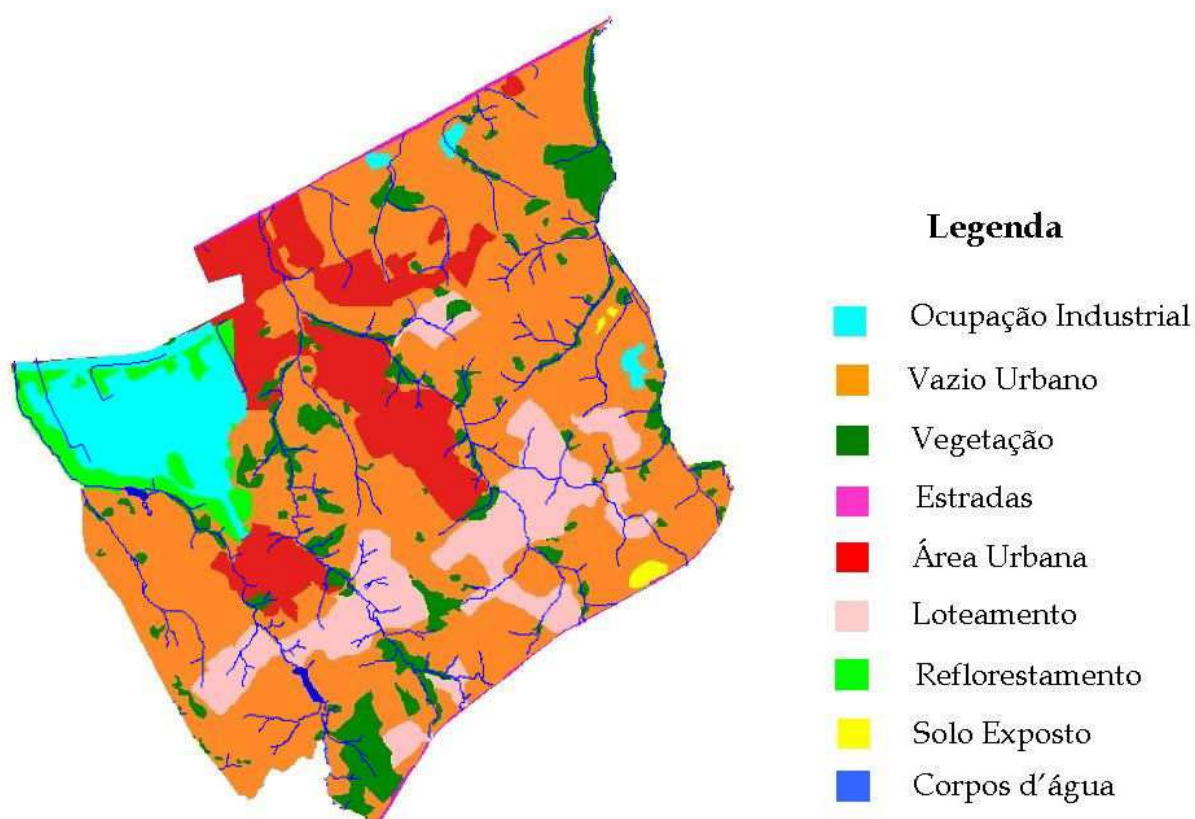 Legenda
Ocupação Industrial
Vazio Urbano
Vegetação
Estradas
Área Urbana
Loteamento
Reflorestamento
Solo Exposto
Corpos d'água